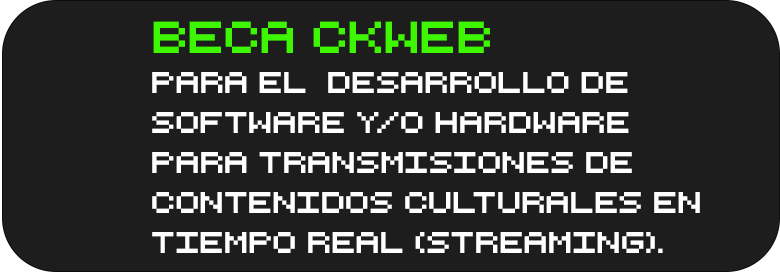 BECA CKWEB
PARA EL DESARROLLO DE
SOFTWARE Y/O HARDWARE
PARA TRANSMISIONES DE
CONTENIDOS CULTURALES EN
TIEMPO REAL (STREAMING).